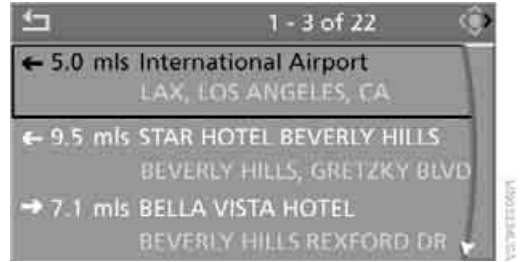 1 - 3 of 22
5.0 mls International Airport
LAX, LOS ANGELES, CA
9.5 mls STAR HOTEL BEVERLY HILLS
BEVERLY HILLS, GRETZKY BLVD
7.1 mls BELLA VISTA HOTEL
BEVERLY HILLS REXFORD DR